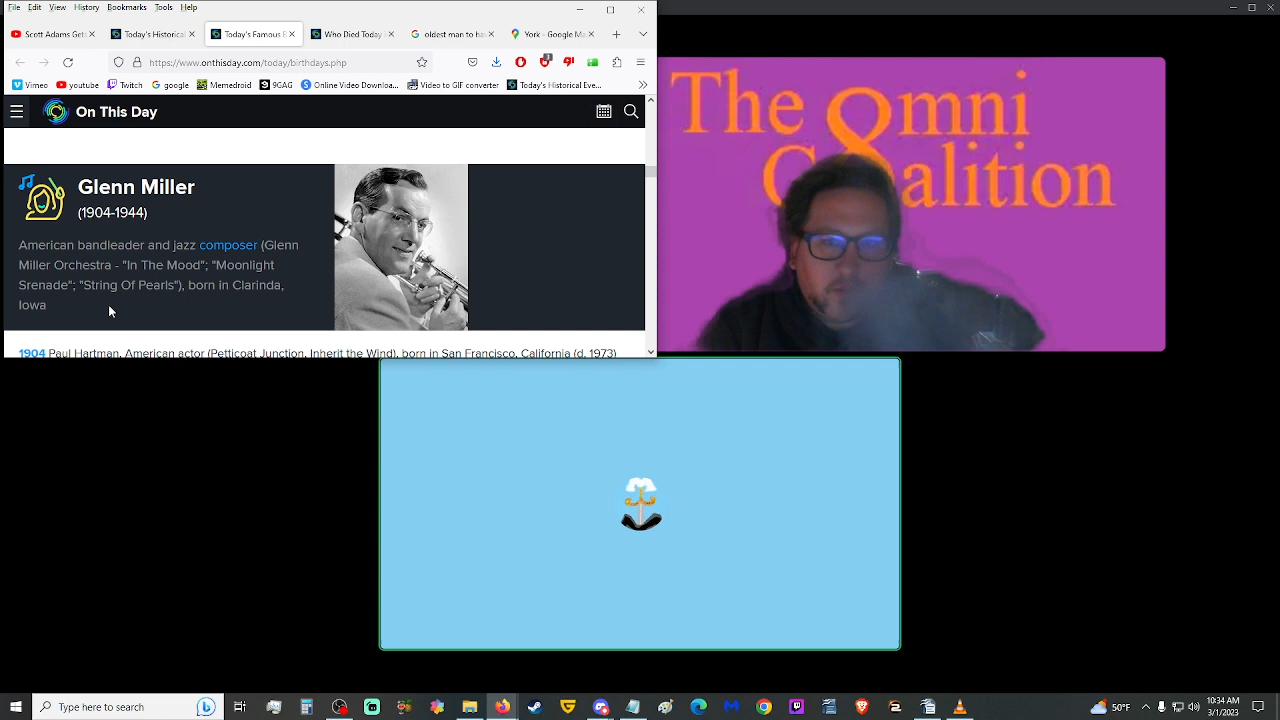 File Edit View History Bookmarks Tools Help
Scott Adams Gets
Today's Historical
Today's Famous B
Who Died Today i
oldest man to hav
York - Google Ma
https://www.onthisday.com/today/birthdays.php
Vimeo youtube Twitch google Memedroid 9GAG Online Video Downloa... Video to GIF converter Today's Historical Eve...
On This Day
Glenn Miller
(1904-1944)
American bandleader and jazz composer (Glenn
Miller Orchestra - "In The Mood"; "Moonlight
Srenade"; "String Of Pearls"), born in Clarinda,
Iowa
1904 Paul Hartman, American actor (Petticoat Junction, Inherit the Wind), born in San Francisco, California (d. 1973)
The Omni
alition
Type here to search
50°F
10:34 AM
3/1/2023